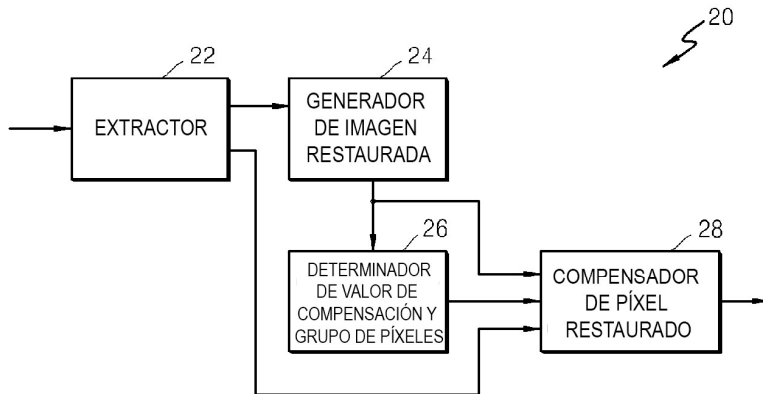 20
22
EXTRACTOR
24
GENERADOR
DE IMAGEN
RESTAURADA
26
DETERMINADOR
DE VALOR DE
COMPENSACIÓN Y
GRUPO DE PÍXELES
28
COMPENSADOR
DE PÍXEL
RESTAURADO